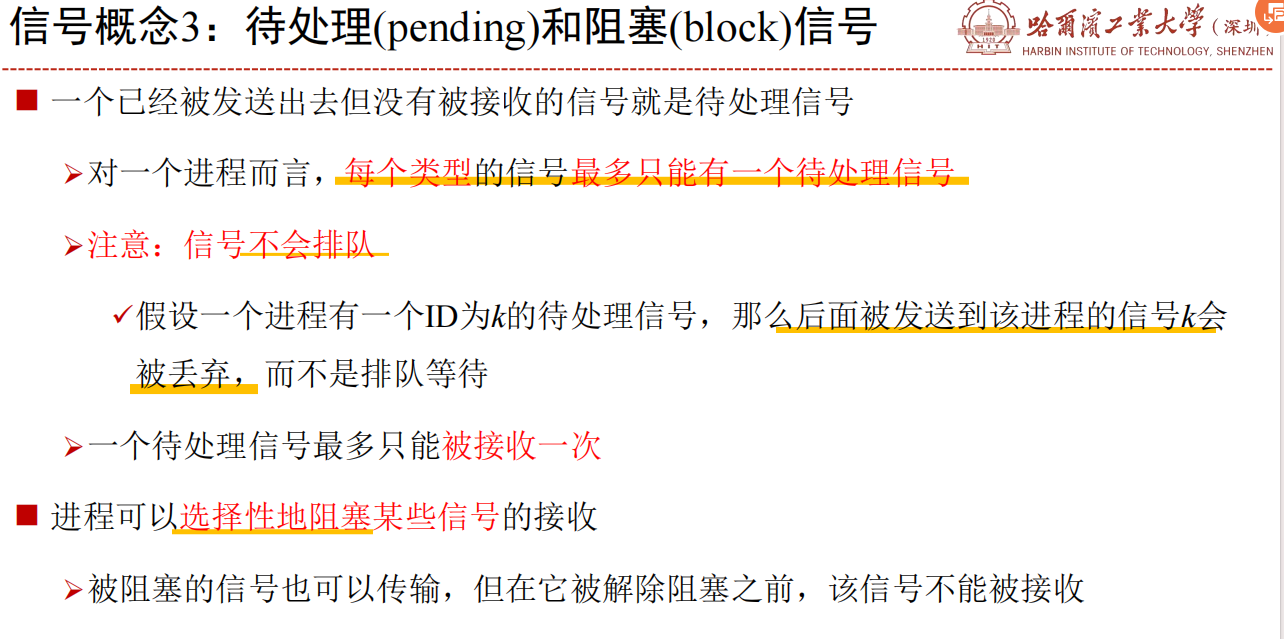 信号概念3：待处理(pending)和阻塞(block)信号
哈尔滨工业大学（深圳
HARBIN INSTITUTE OF TECHNOLOGY, SHENZHEN
1920
HIT
一个已经被发送出去但没有被接收的信号就是待处理信号
对一个进程而言，每个类型的信号最多只能有一个待处理信号
注意：信号不会排队
假设一个进程有一个ID为k的待处理信号，那么后面被发送到该进程的信号k会
被丢弃，而不是排队等待
一个待处理信号最多只能被接收一次
进程可以选择性地阻塞某些信号的接收
被阻塞的信号也可以传输，但在它被解除阻塞之前，该信号不能被接收